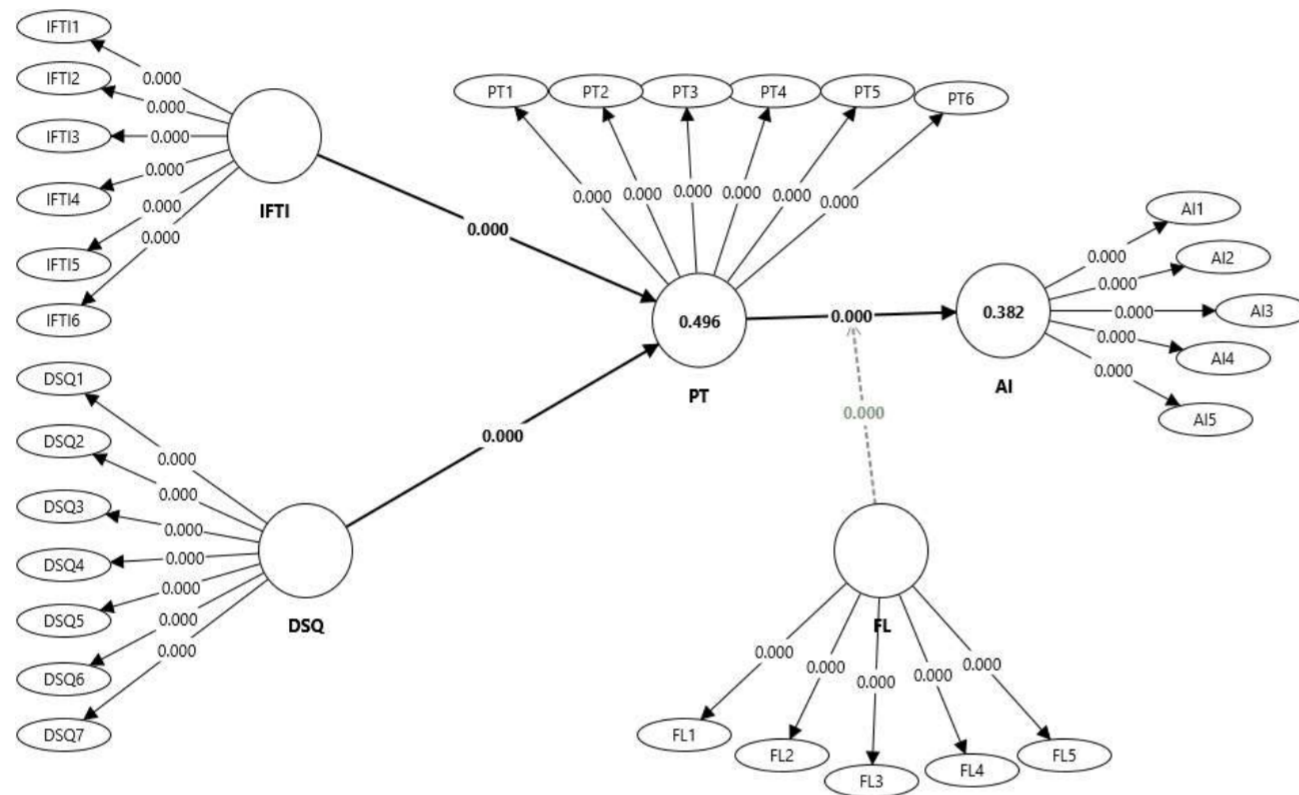 IFTI1
IFTI2
IFTI3
IFTI4
IFTI5
IFTI6
0.000
0.000
0.000
0.000
0.000
0.000
IFTI
0.000
DSQ1
DSQ2
DSQ3
DSQ4
DSQ5
DSQ6
DSQ7
0.000
0.000
0.000
0.000
0.000
0.000
0.000
DSQ
0.000
PT1
PT2
PT3
PT4
PT5
PT6
0.000
0.000
0.000
0.000
0.000
0.000
0.496
PT
0.000
0.382
AI
0.000
0.000
0.000
0.000
0.000
AI1
AI2
AI3
AI4
AI5
0.000
FL
0.000
0.000
0.000
0.000
0.000
FL1
FL2
FL3
FL4
FL5